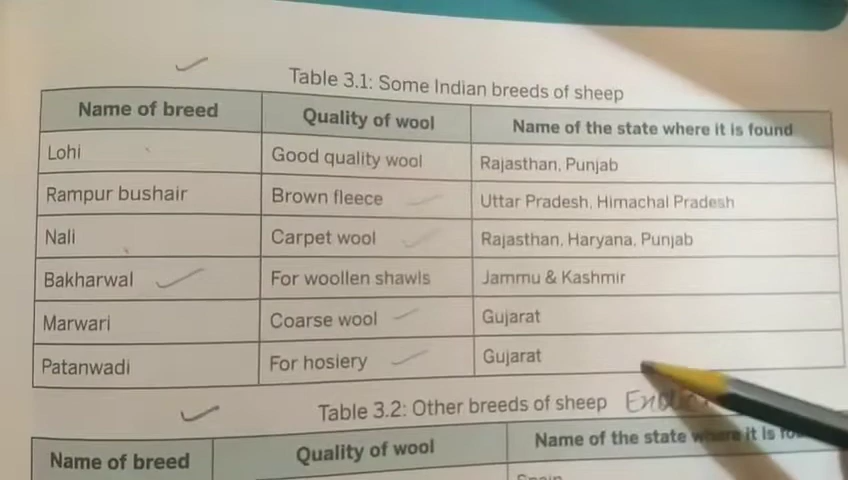 Table 3.1: Some Indian breeds of sheep
Name of breed Quality of wool Name of the state where it is found
Lohi Good quality wool Rajasthan, Punjab
Rampur bushair Brown fleece Uttar Pradesh, Himachal Pradesh
Nali Carpet wool Rajasthan, Haryana, Punjab
Bakharwal For woollen shawls Jammu & Kashmir
Marwari Coarse wool Gujarat
Patanwadi For hosiery Gujarat
Table 3.2: Other breeds of sheep
Name of breed Quality of wool Name of the state where it is